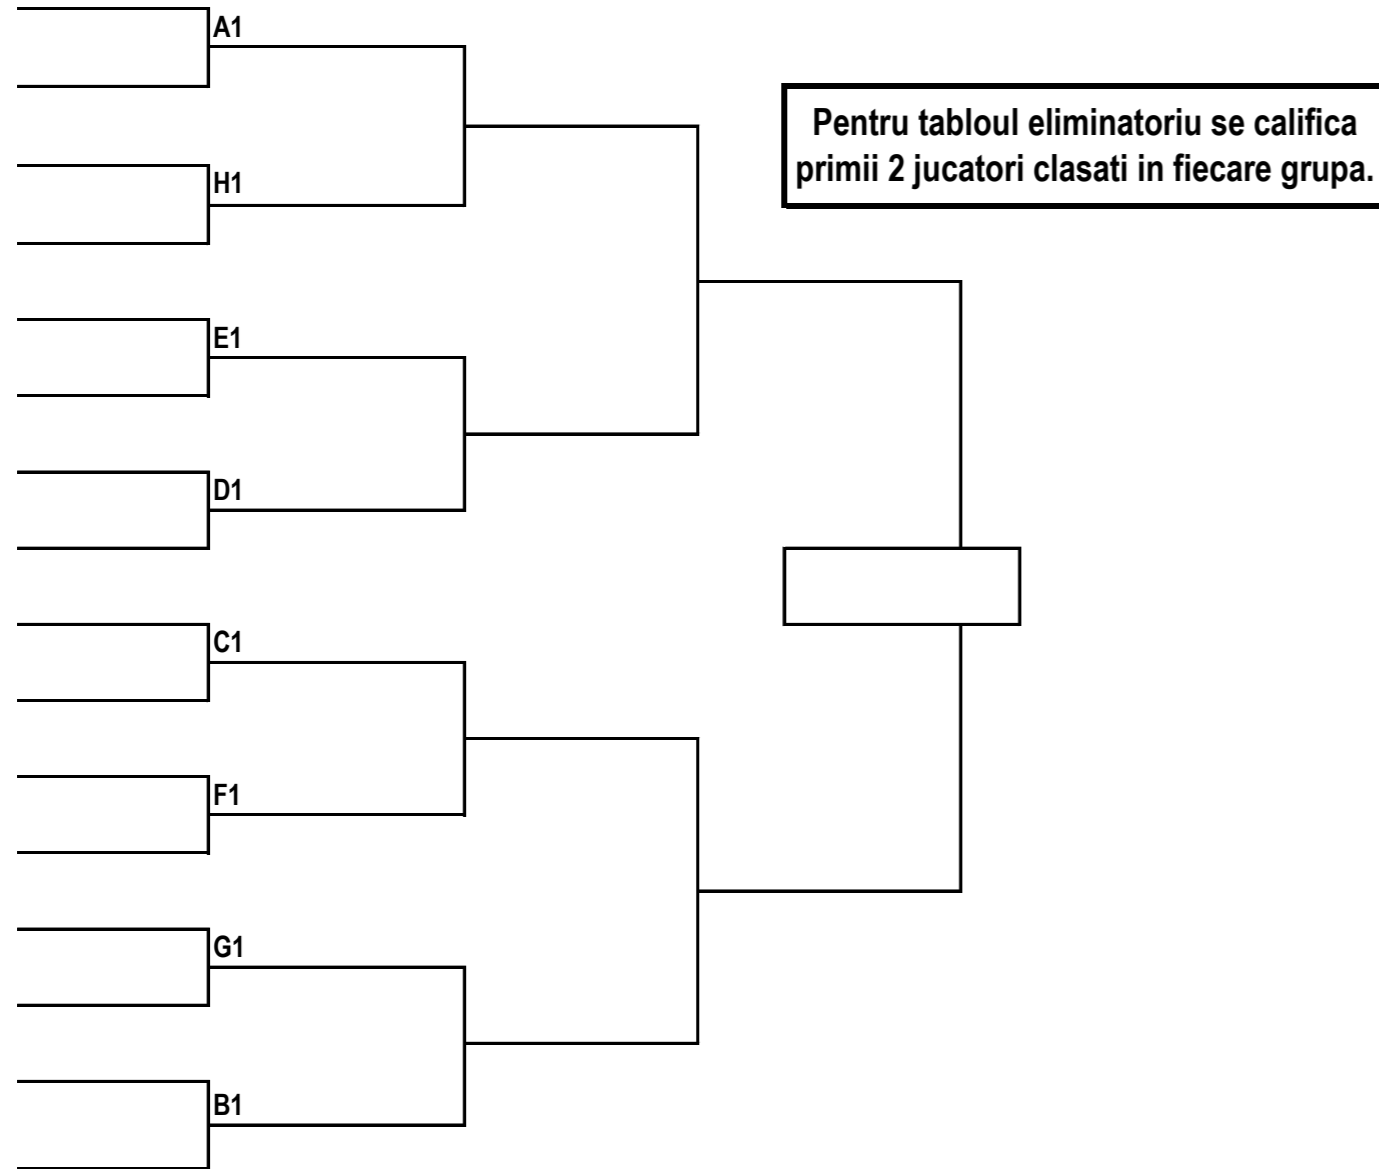 A1
Pentru tabloul eliminatoriu se califica
primii 2 jucatori clasati in fiecare grupa.
H1
E1
D1
C1
F1
G1
B1